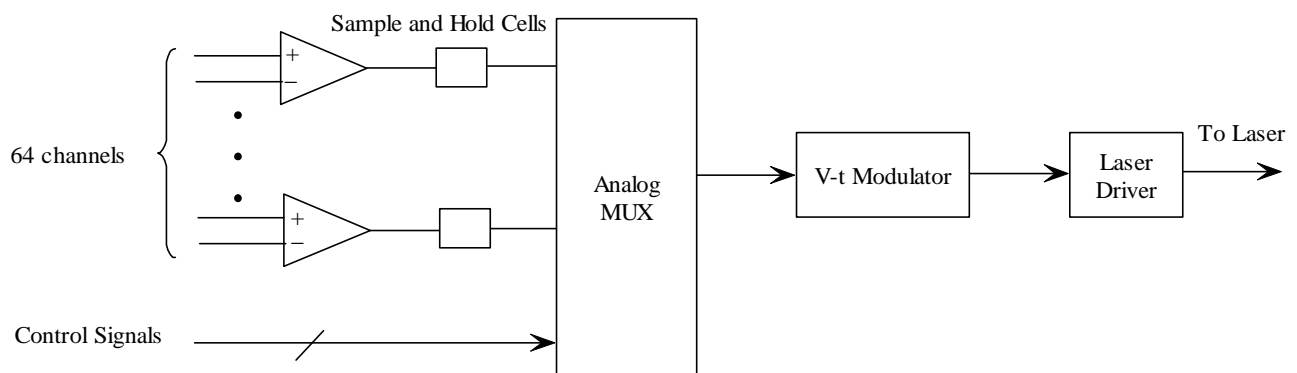 Sample and Hold Cells
+
−
64 channels
+
−
Analog
MUX
V-t Modulator
Laser
Driver
To Laser
Control Signals